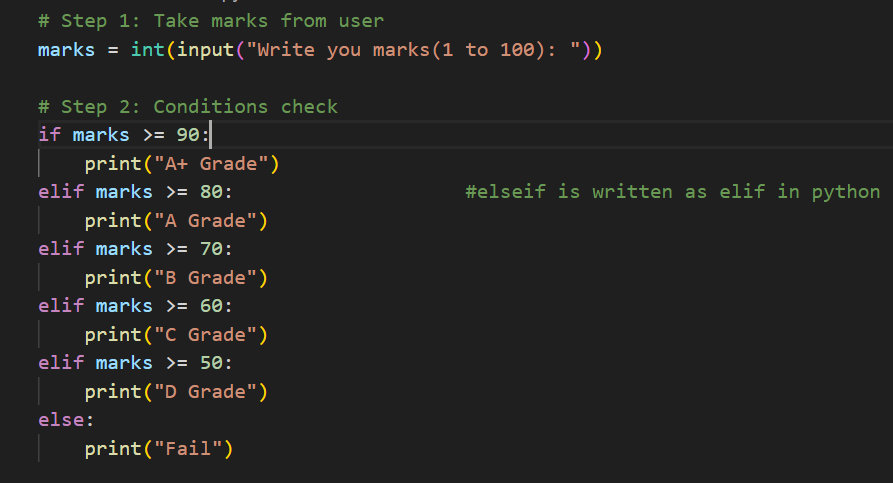 # Step 1: Take marks from user
marks = int(input("Write you marks(1 to 100): "))
# Step 2: Conditions check
if marks >= 90:
print("A+ Grade")
elif marks >= 80: #elseif is written as elif in python
print("A Grade")
elif marks >= 70:
print("B Grade")
elif marks >= 60:
print("C Grade")
elif marks >= 50:
print("D Grade")
else:
print("Fail")